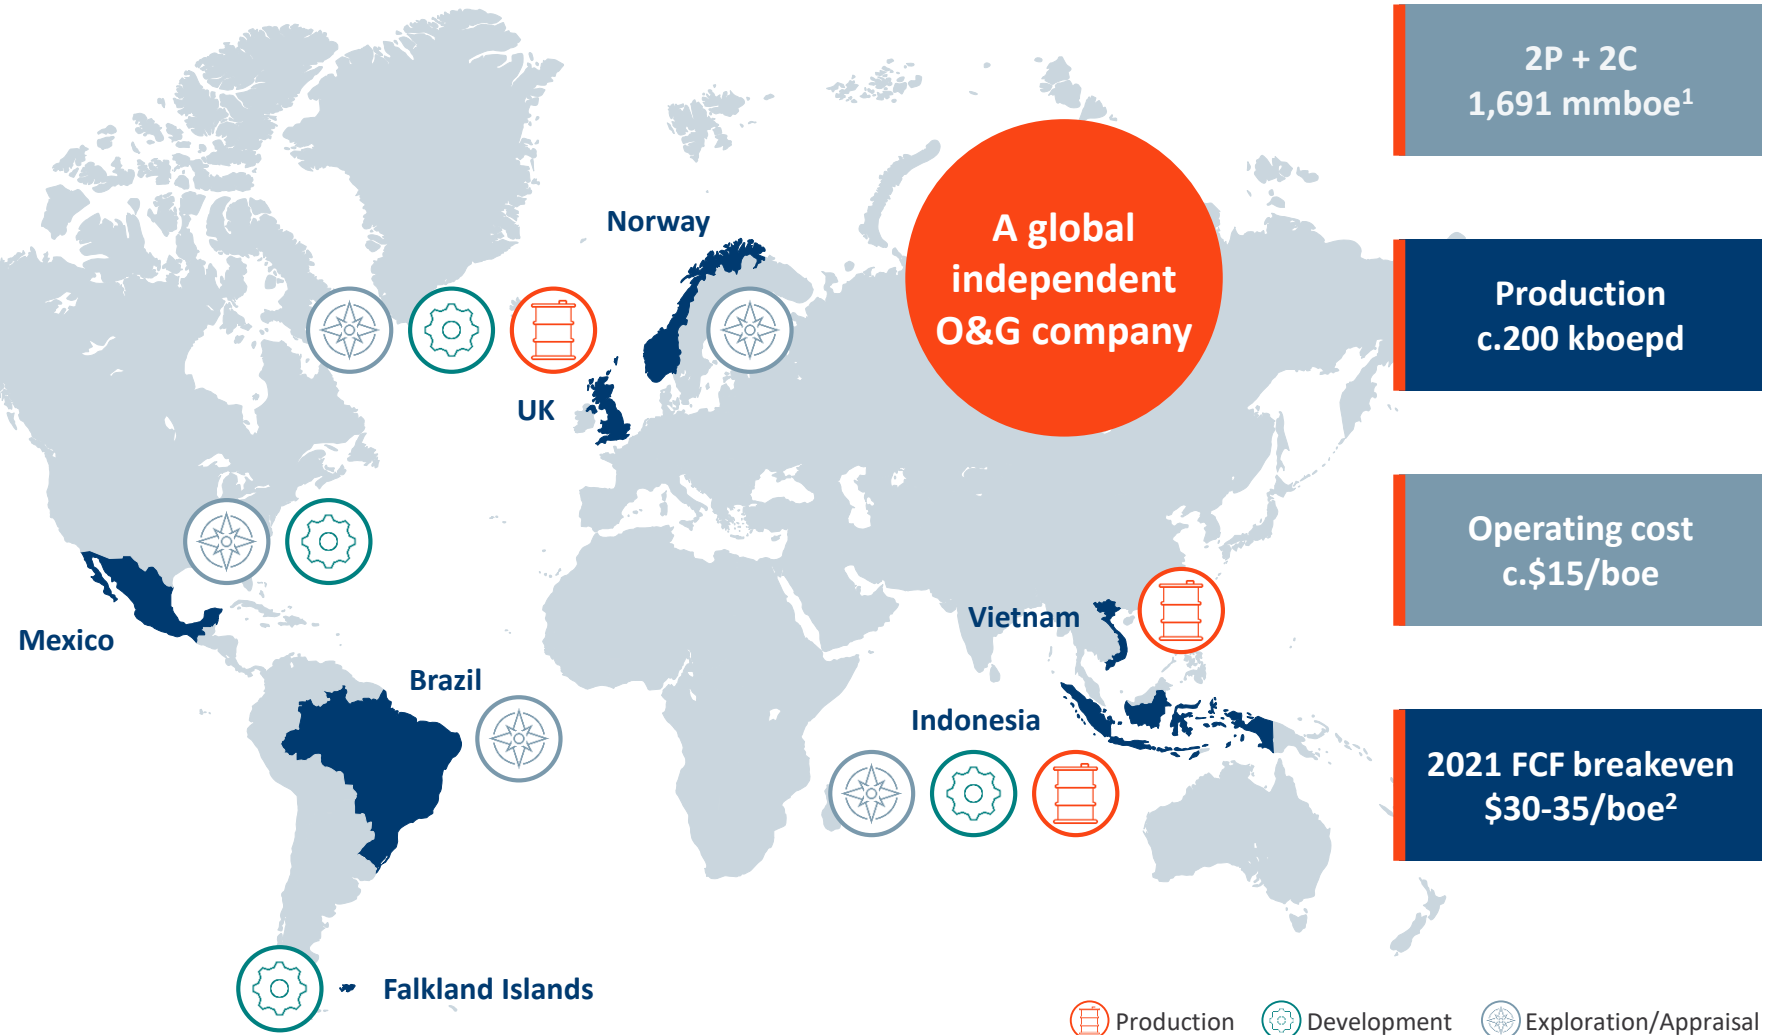 2P + 2C
1,691 mmboe¹
Norway
A global
independent
O&G company
Production
c.200 kboepd
UK
Operating cost
c.$15/boe
Mexico
Vietnam
Brazil
Indonesia
2021 FCF breakeven
$30-35/boe²
Falkland Islands
Production
Development
Exploration/Appraisal